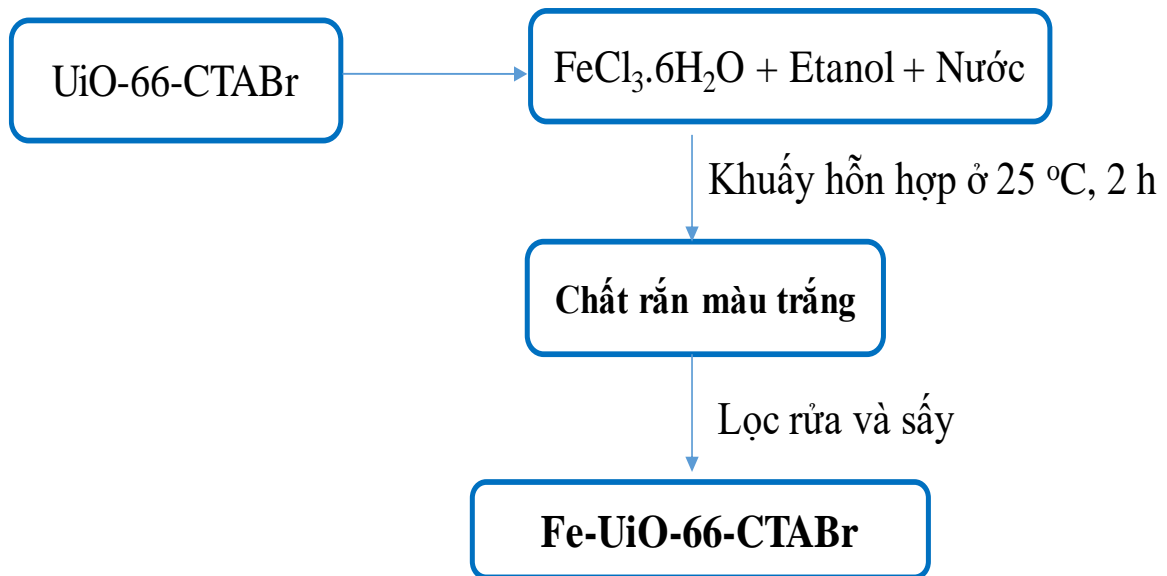 UiO-66-CTABr
FeCl₃.6H₂O + Etanol + Nước
Khuấy hỗn hợp ở 25 ºC, 2 h
Chất rắn màu trắng
Lọc rửa và sấy
Fe-UiO-66-CTABr